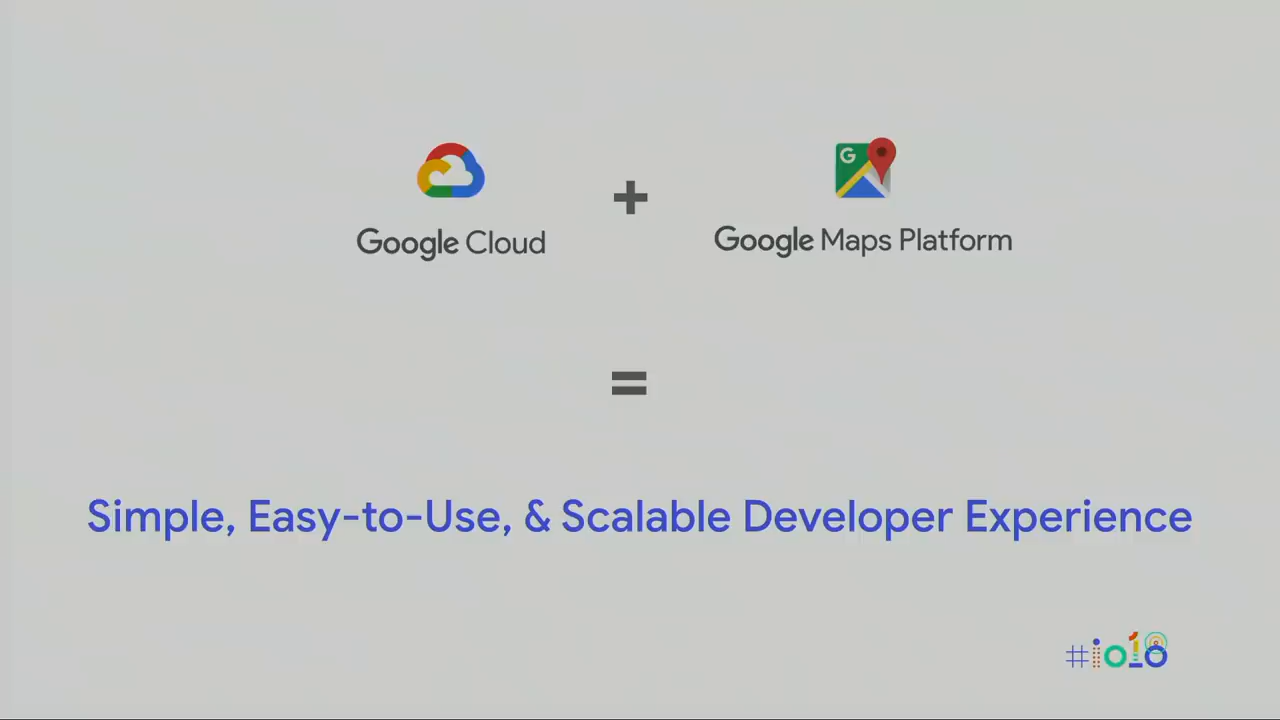 Google Cloud
+
G
Google Maps Platform
=
Simple, Easy-to-Use, & Scalable Developer Experience
#io18